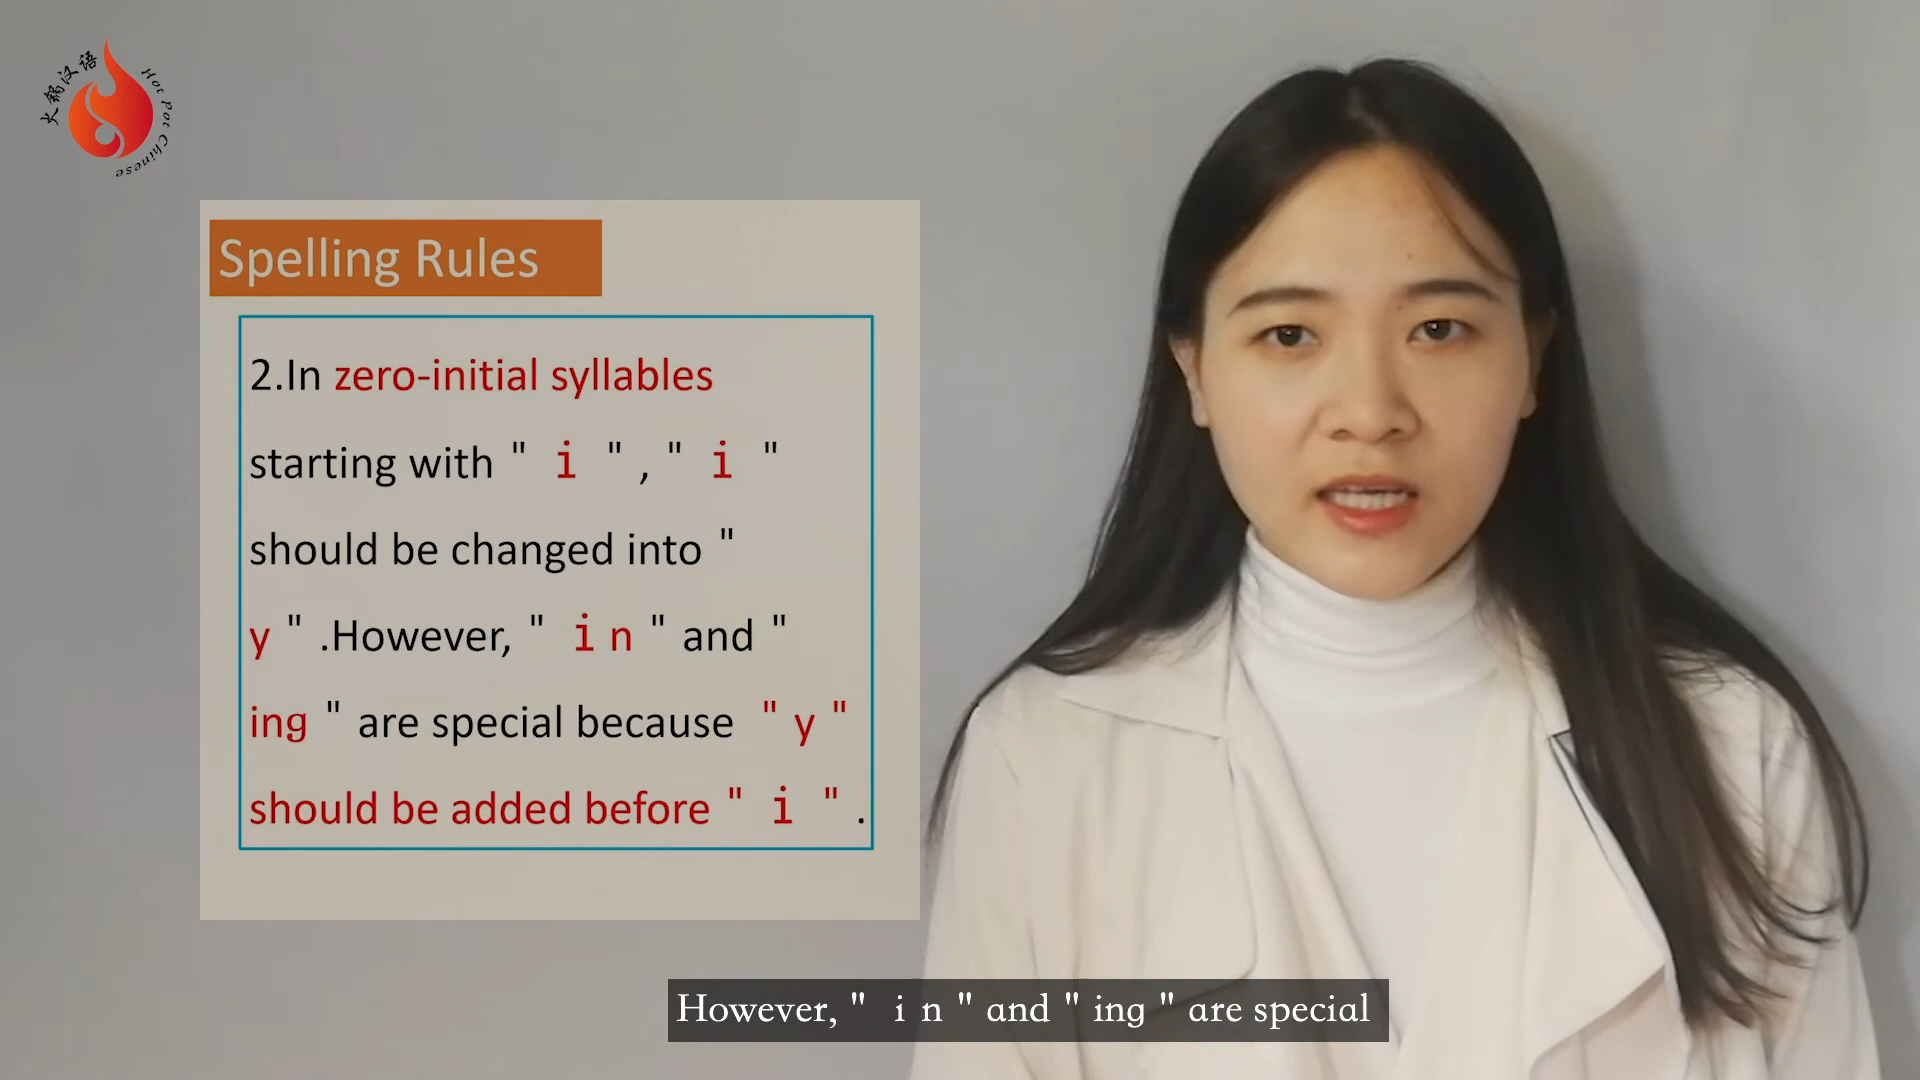 火锅汉语
Hot Pot Chinese
Spelling Rules
2.In zero-initial syllables
starting with " i " , " i "
should be changed into "
y " .However, " i n " and "
ing " are special because " y "
should be added before " i " .
However, " i n " and " ing " are special